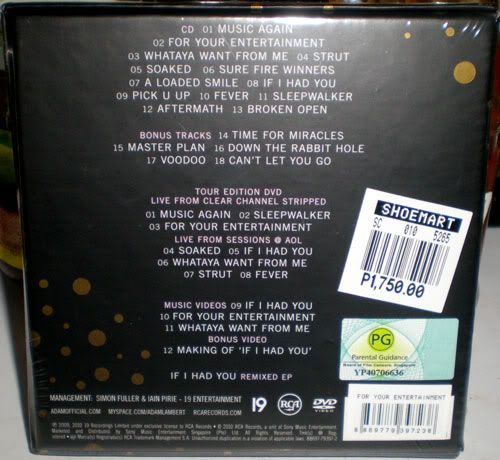 CD 01 MUSIC AGAIN
02 FOR YOUR ENTERTAINMENT
03 WHATAYA WANT FROM ME 04 STRUT
05 SOAKED 06 SURE FIRE WINNERS
07 A LOADED SMILE 08 IF I HAD YOU
09 PICK U UP 10 FEVER 11 SLEEPWALKER
12 AFTERMATH 13 BROKEN OPEN
BONUS TRACKS 14 TIME FOR MIRACLES
15 MASTER PLAN 16 DOWN THE RABBIT HOLE
17 VOODOO 18 CAN'T LET YOU GO
TOUR EDITION DVD
LIVE FROM CLEAR CHANNEL STRIPPED
01 MUSIC AGAIN 02 SLEEPWALKER
03 FOR YOUR ENTERTAINMENT
LIVE FROM SESSIONS @ AOL
04 SOAKED 05 IF I HAD YOU
06 WHATAYA WANT FROM ME
07 STRUT 08 FEVER
MUSIC VIDEOS 09 IF I HAD YOU
10 FOR YOUR ENTERTAINMENT
11 WHATAYA WANT FROM ME
BONUS VIDEO
12 MAKING OF 'IF I HAD YOU'
IF I HAD YOU REMIXED EP
SHOEMART
SC 010 5265
P1,750.00
PG
Parental Guidance
YP40706636
MANAGEMENT: SIMON FULLER & IAIN PIRIE - 19 ENTERTAINMENT
ADAMOFFICIAL.COM MYSPACE.COM/ADAMLAMBERT RCARECORDS.COM
19 RCA DVD VIDEO
FOR YOUR ENTERTAINMENT
8 869779 397238